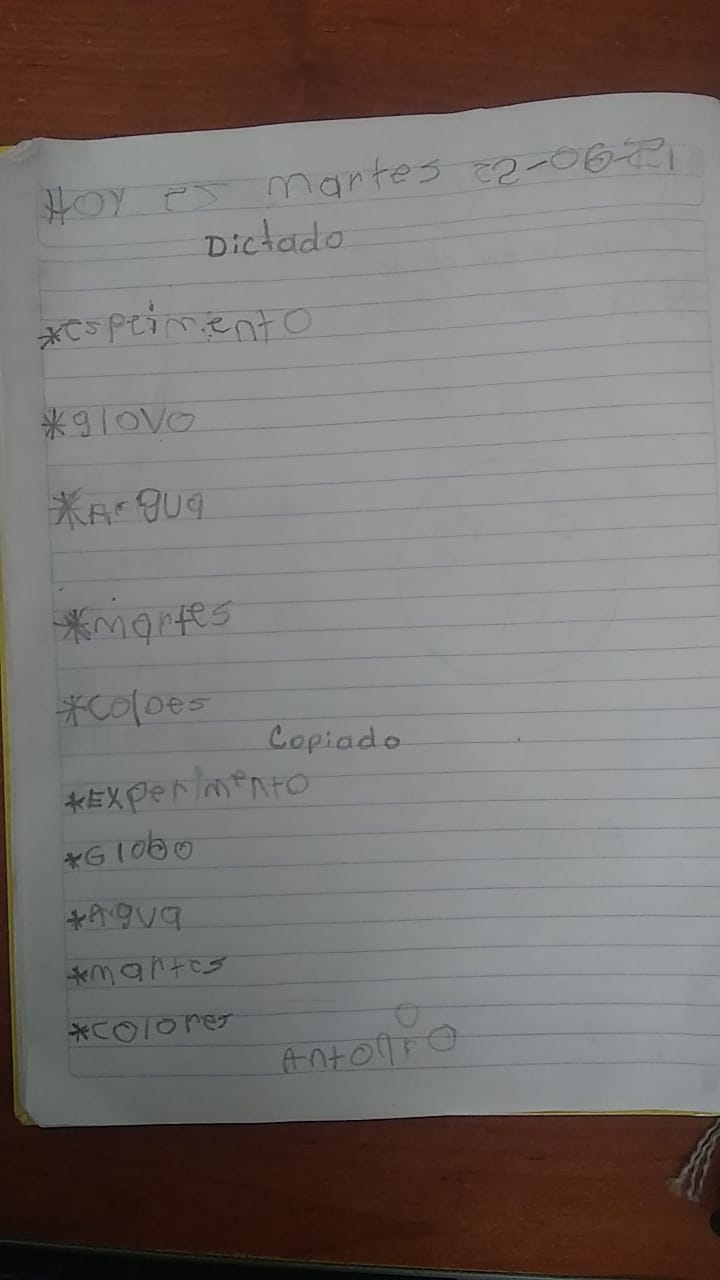 Hoy es martes 22-06-21
Dictado
*espeimento
*glovo
*Argua
*martes
*coloes
Copiado
*Experimento
*Globo
*Agua
*martes
*colores
Antonio